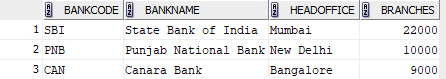 BANKCODE BANKNAME HEADOFFICE BRANCHES
1 SBI State Bank of India Mumbai 22000
2 PNB Punjab National Bank New Delhi 10000
3 CAN Canara Bank Bangalore 9000